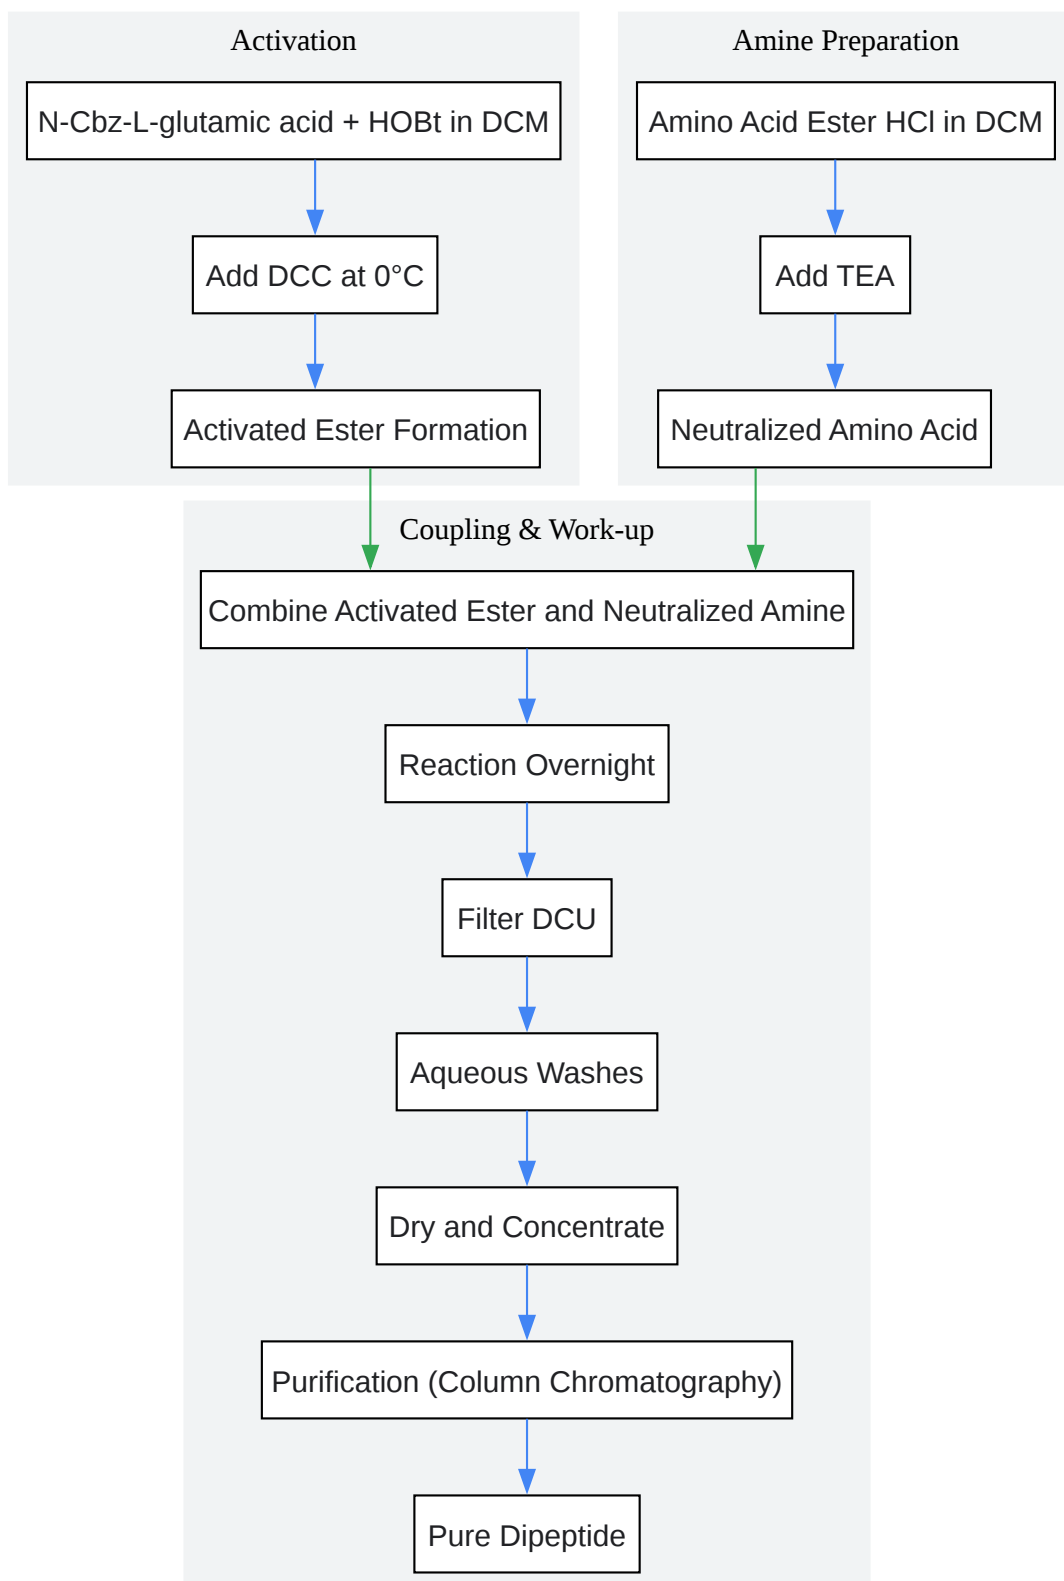 Activation
N-Cbz-L-glutamic acid + HOBt in DCM
Add DCC at 0°C
Activated Ester Formation
Amine Preparation
Amino Acid Ester HCl in DCM
Add TEA
Neutralized Amino Acid
Coupling & Work-up
Combine Activated Ester and Neutralized Amine
Reaction Overnight
Filter DCU
Aqueous Washes
Dry and Concentrate
Purification (Column Chromatography)
Pure Dipeptide